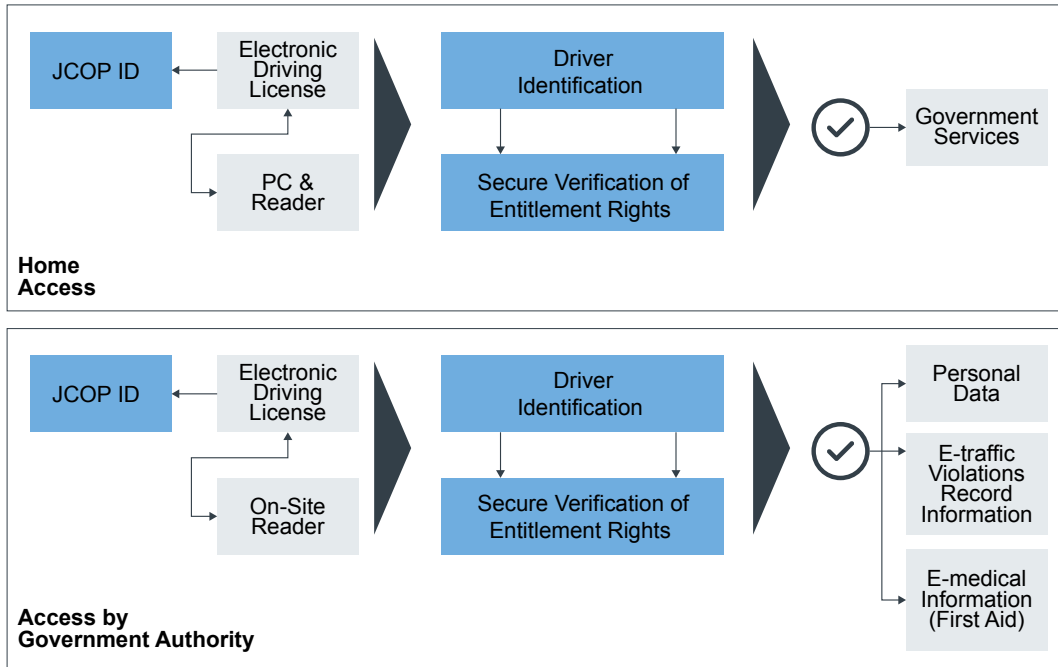 JCOP ID
Electronic
Driving
License
PC &
Reader
Driver
Identification
Secure Verification of
Entitlement Rights
Government
Services
Home
Access
JCOP ID
Electronic
Driving
License
On-Site
Reader
Driver
Identification
Secure Verification of
Entitlement Rights
Personal
Data
E-traffic
Violations
Record
Information
E-medical
Information
(First Aid)
Access by
Government Authority